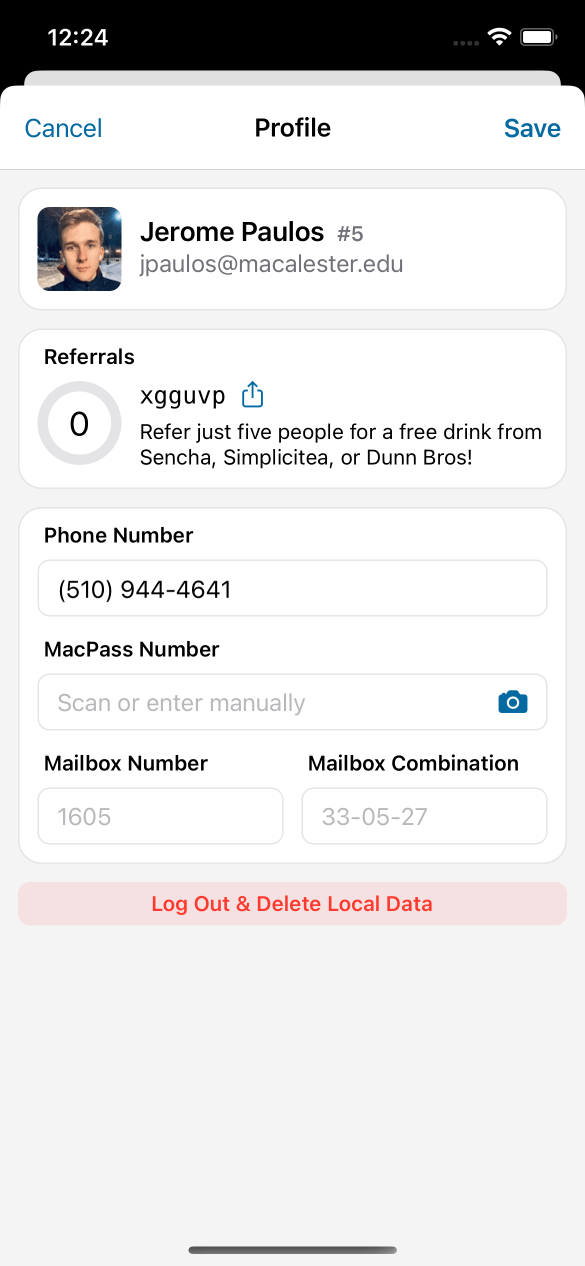 12:24
Cancel
Profile
Save
Jerome Paulos #5
jpaulos@macalester.edu
Referrals
0
xgguvp
Refer just five people for a free drink from
Sencha, Simplicitea, or Dunn Bros!
Phone Number
(510) 944-4641
MacPass Number
Scan or enter manually
Mailbox Number
Mailbox Combination
1605
33-05-27
Log Out & Delete Local Data